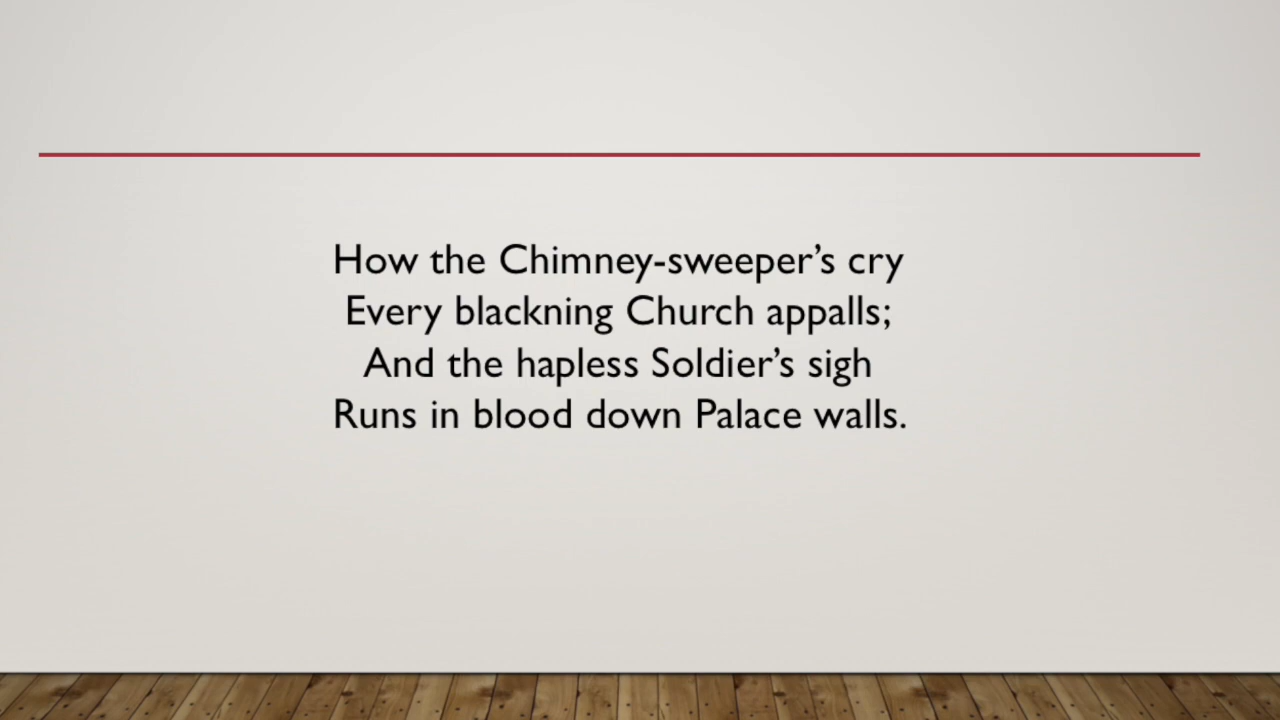 How the Chimney-sweeper’s cry
Every blackning Church appalls;
And the hapless Soldier’s sigh
Runs in blood down Palace walls.